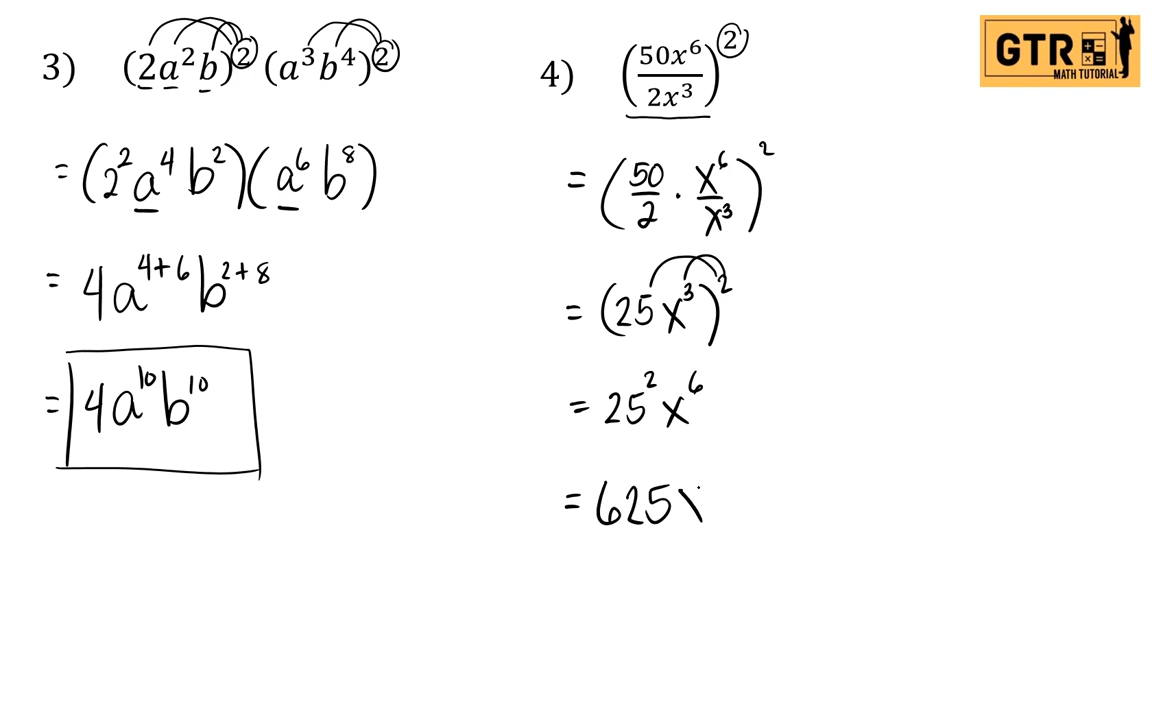 3) (2a²b)² (a³b⁴)²
= (2²a⁴b²)(a⁶b⁸)
= 4a⁴⁺⁶b²⁺⁸
= 4a¹⁰b¹⁰
4) (50x⁶/2x³)²
= (50/2 · x⁶/x³)²
= (25x³)²
= 25²x⁶
= 625
GTR
MATH TUTORIAL